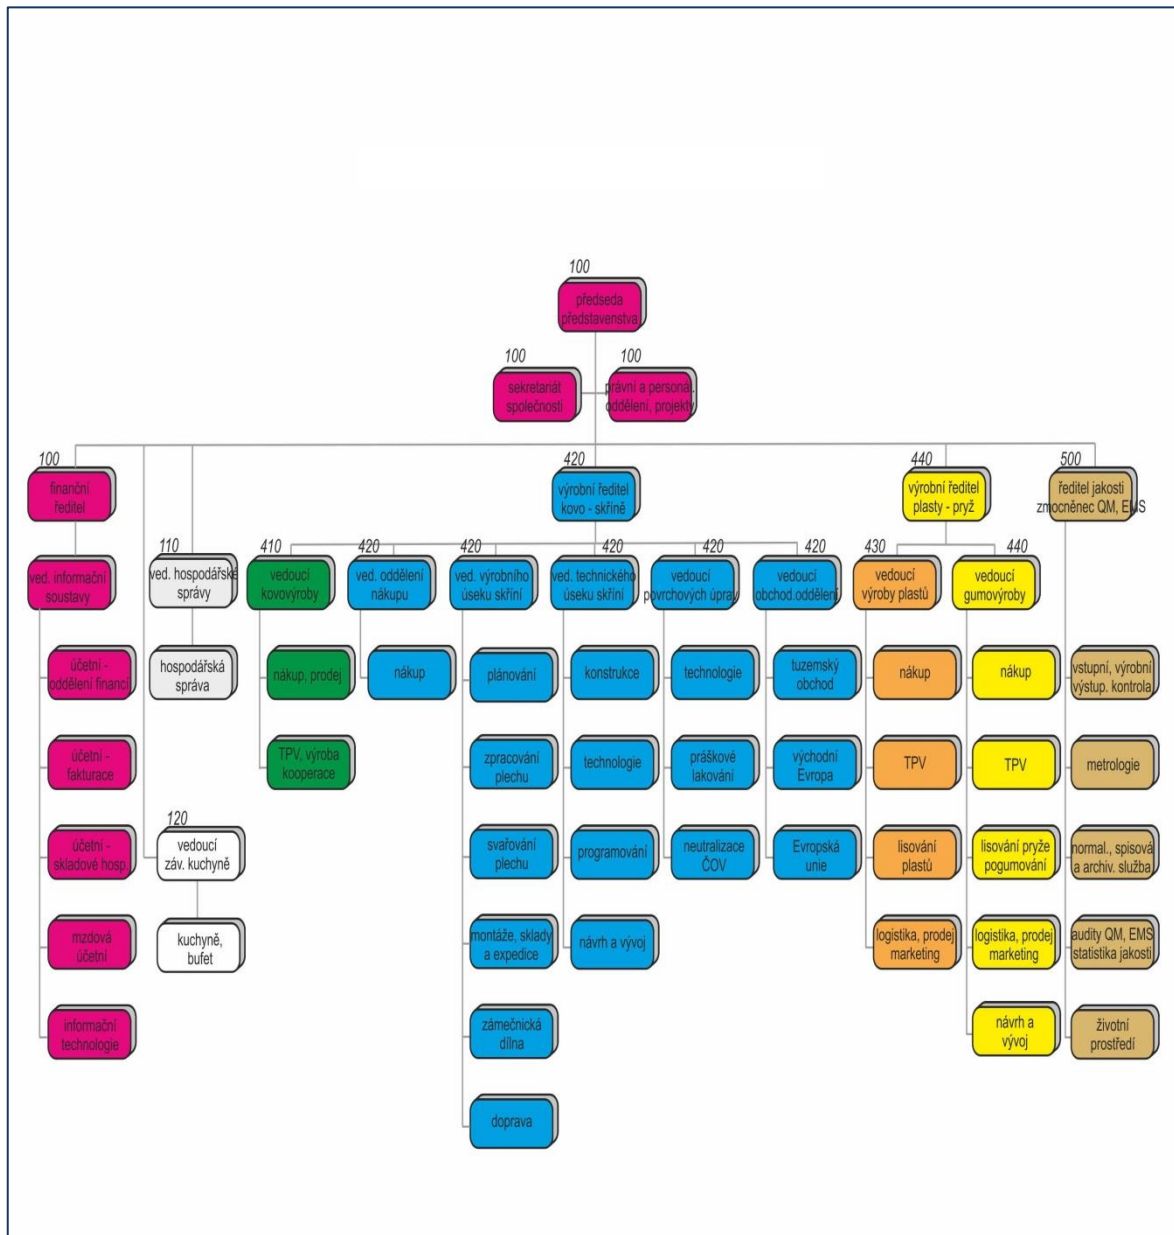 100
předseda
představenstva
100
sekretariát
společnosti
100
právní a personál.
oddělení, projekty
100
finanční
ředitel
420
výrobní ředitel
kovo - skříně
440
výrobní ředitel
plasty - pryž
500
ředitel jakosti
zmocněnec QM, EMS
ved. informační
soustavy
110
ved. hospodářské
správy
410
vedoucí
kovovýroby
420
ved. oddělení
nákupu
420
ved. výrobního
úseku skříní
420
ved. technického
úseku skříní
420
vedoucí
povrchových úprav
420
vedoucí
obchod.oddělení
430
vedoucí
výroby plastů
440
vedoucí
gumovýroby
účetní -
oddělení financí
hospodářská
správa
nákup, prodej
nákup
plánování
konstrukce
technologie
tuzemský
obchod
nákup
nákup
vstupní, výrobní
výstup. kontrola
účetní -
fakturace
TPV, výroba
kooperace
zpracování
plechu
technologie
práškové
lakování
východní
Evropa
TPV
TPV
metrologie
účetní -
skladové hosp.
120
vedoucí
záv. kuchyně
svařování
plechu
programování
neutralizace
ČOV
Evropská
unie
lisování
plastů
lisování pryže
pogumování
normal., spisová
a archiv. služba
mzdová
účetní
kuchyně,
bufet
montáže, sklady
a expedice
návrh a vývoj
logistika, prodej
marketing
logistika, prodej
marketing
audity QM, EMS
statistika jakosti
informační
technologie
zámečnická
dílna
návrh a
vývoj
životní
prostředí
doprava